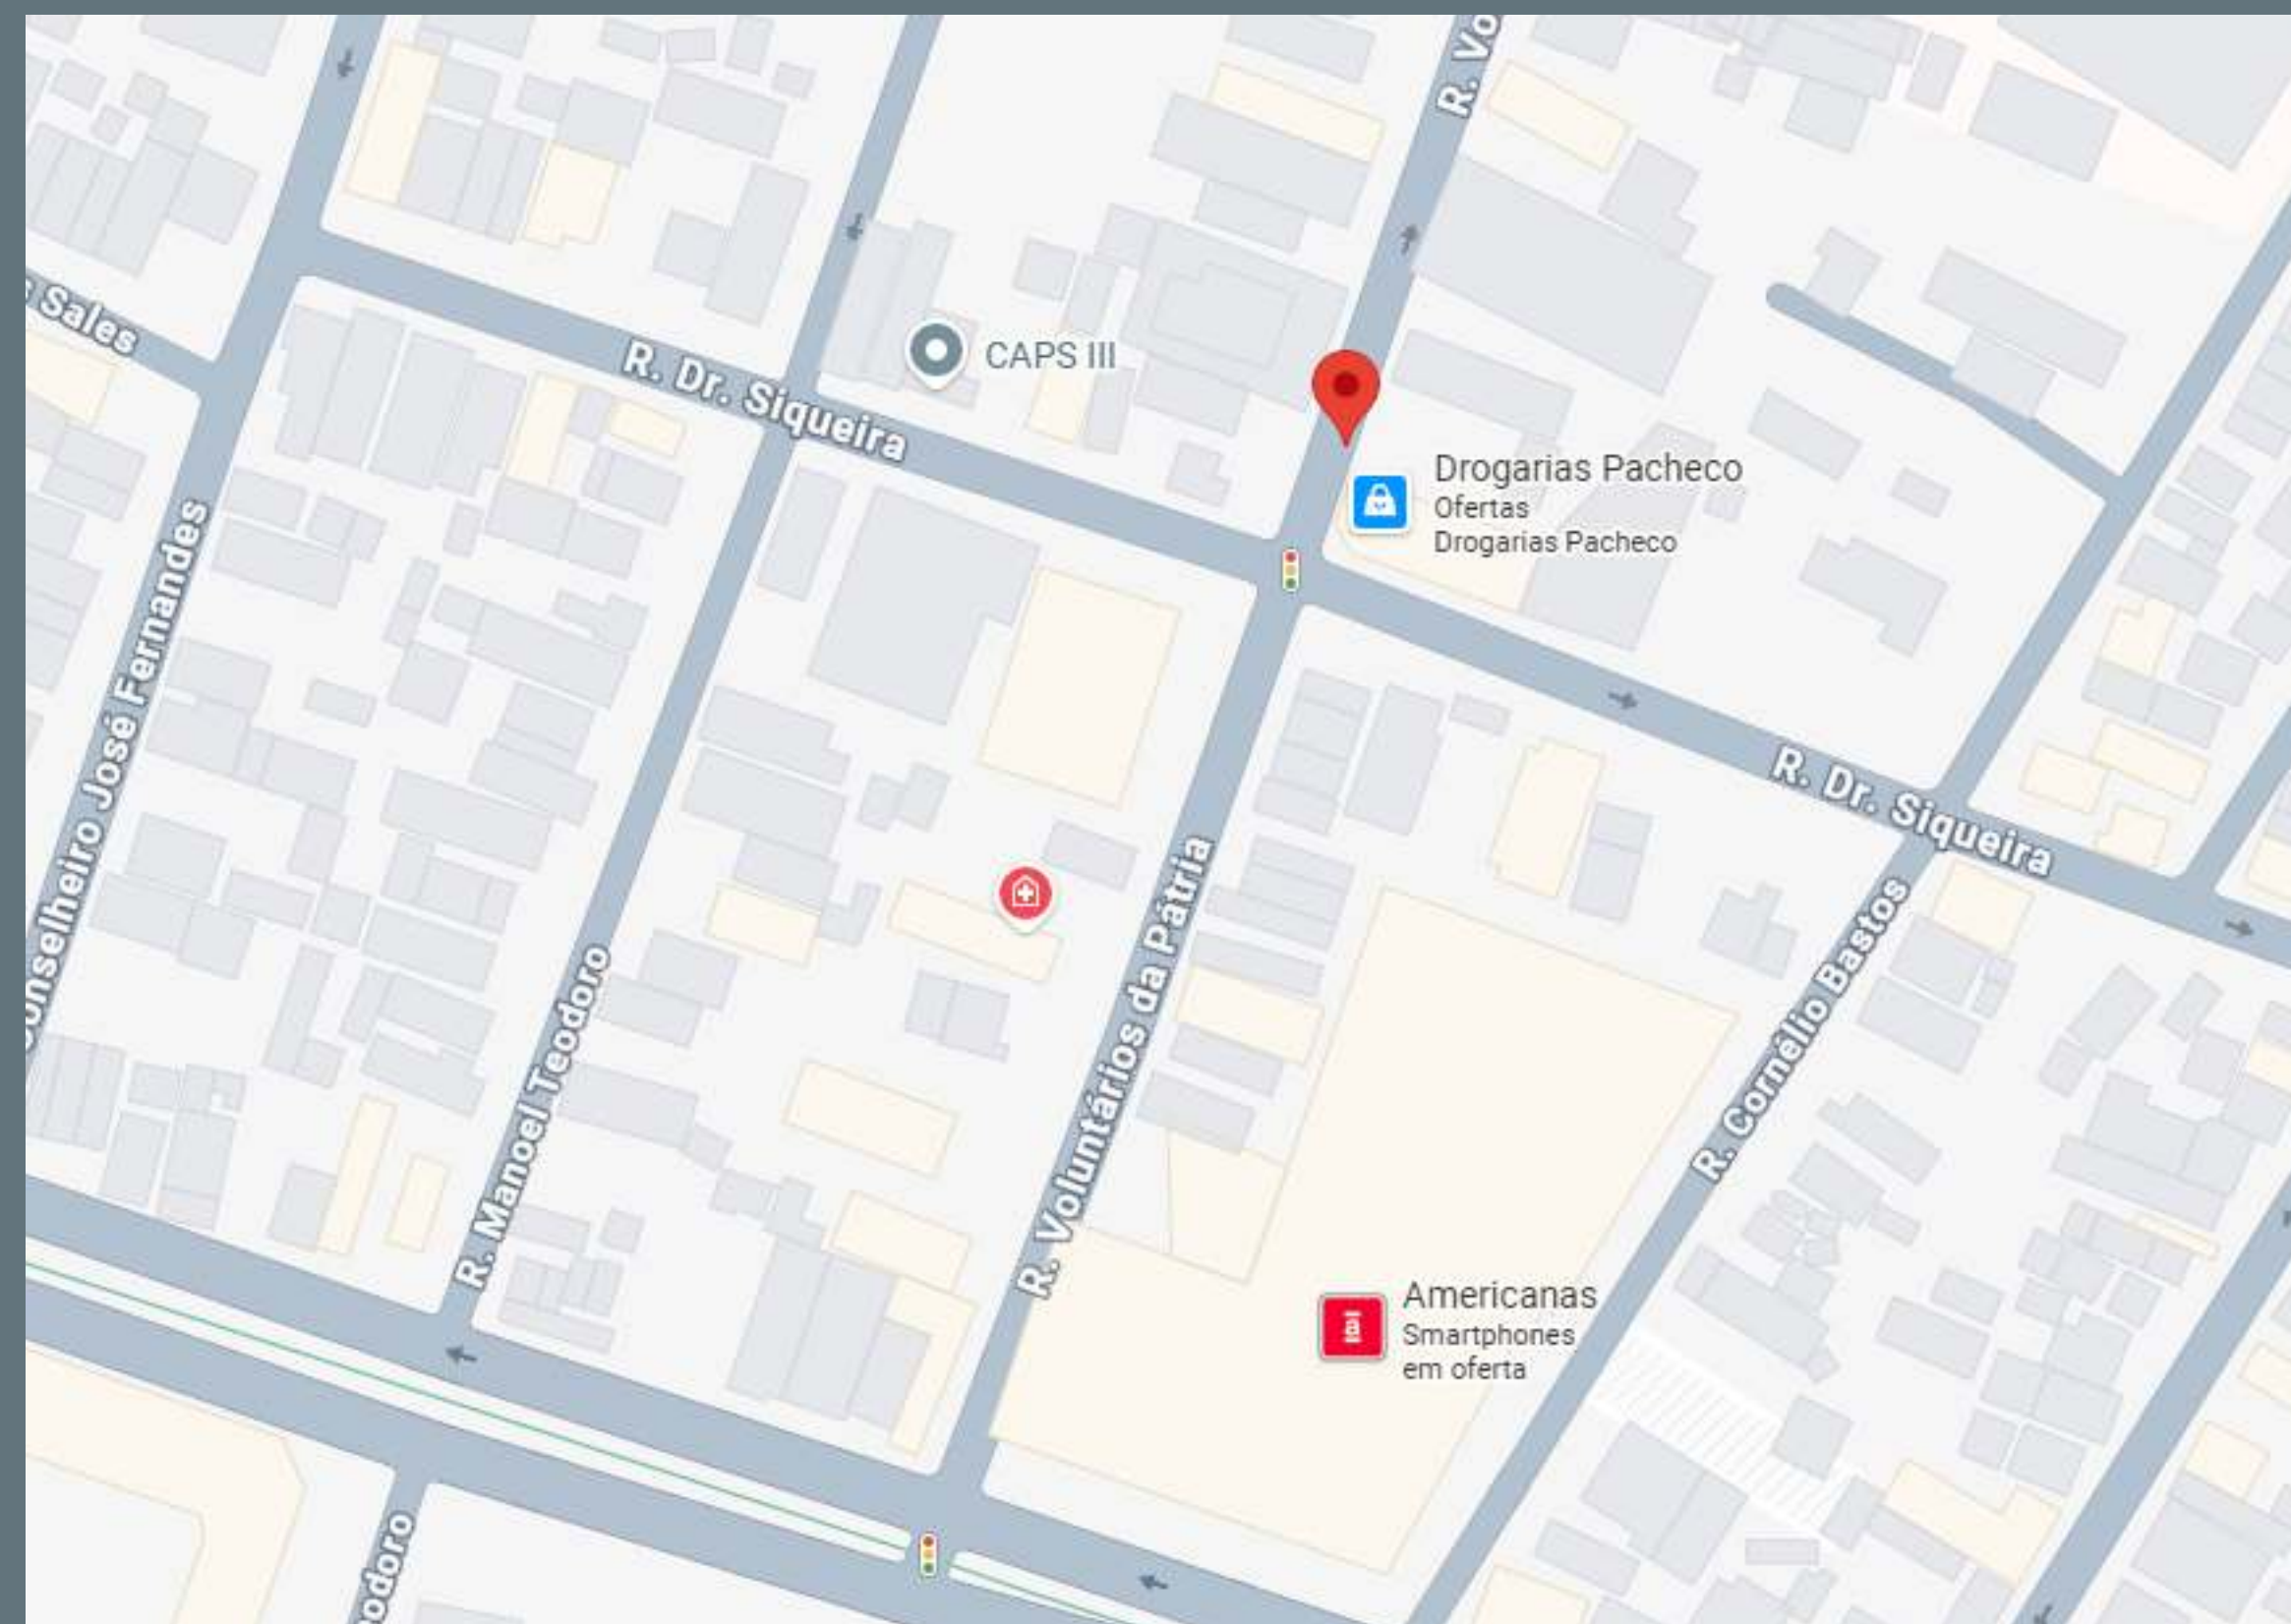 R. Vo
s Sales
R. Dr. Siqueira
CAPS III
Drogarias Pacheco
Ofertas
Drogarias Pacheco
onselheiro José Fernandes
R. Dr. Siqueira
R. Voluntários da Pátria
R. Cornélio Bastos
R. Manoel Teodoro
Americanas
Smartphones
em oferta
odoro